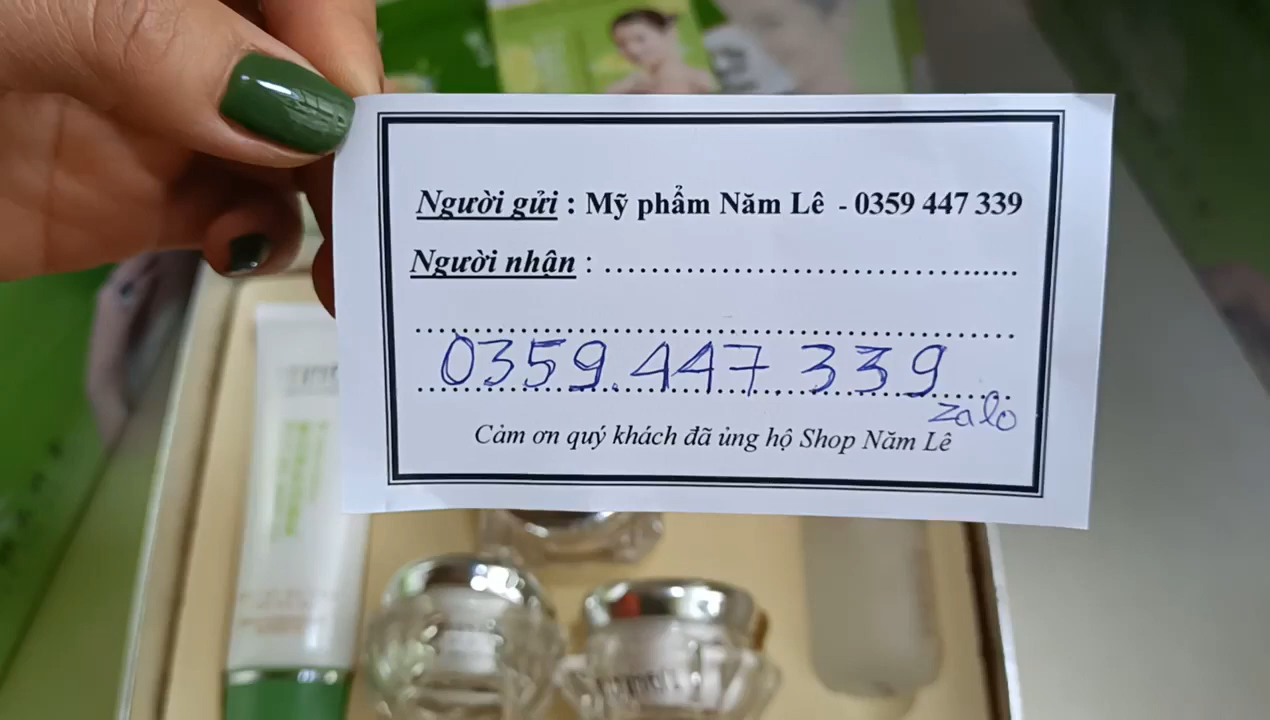 Người gửi : Mỹ phẩm Năm Lê - 0359 447 339
Người nhận : ........................................
................................................................
0359.447.339
zalo
Cảm ơn quý khách đã ủng hộ Shop Năm Lê